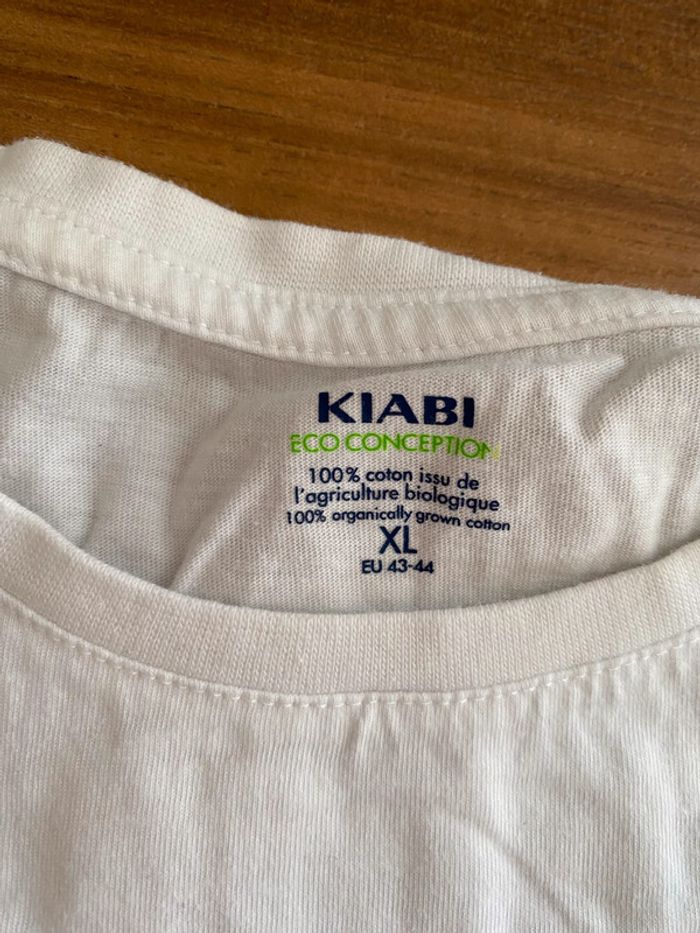 KIABI
ECO CONCEPTION
100% coton issu de
l'agriculture biologique
100% organically grown cotton
XL
EU 43-44